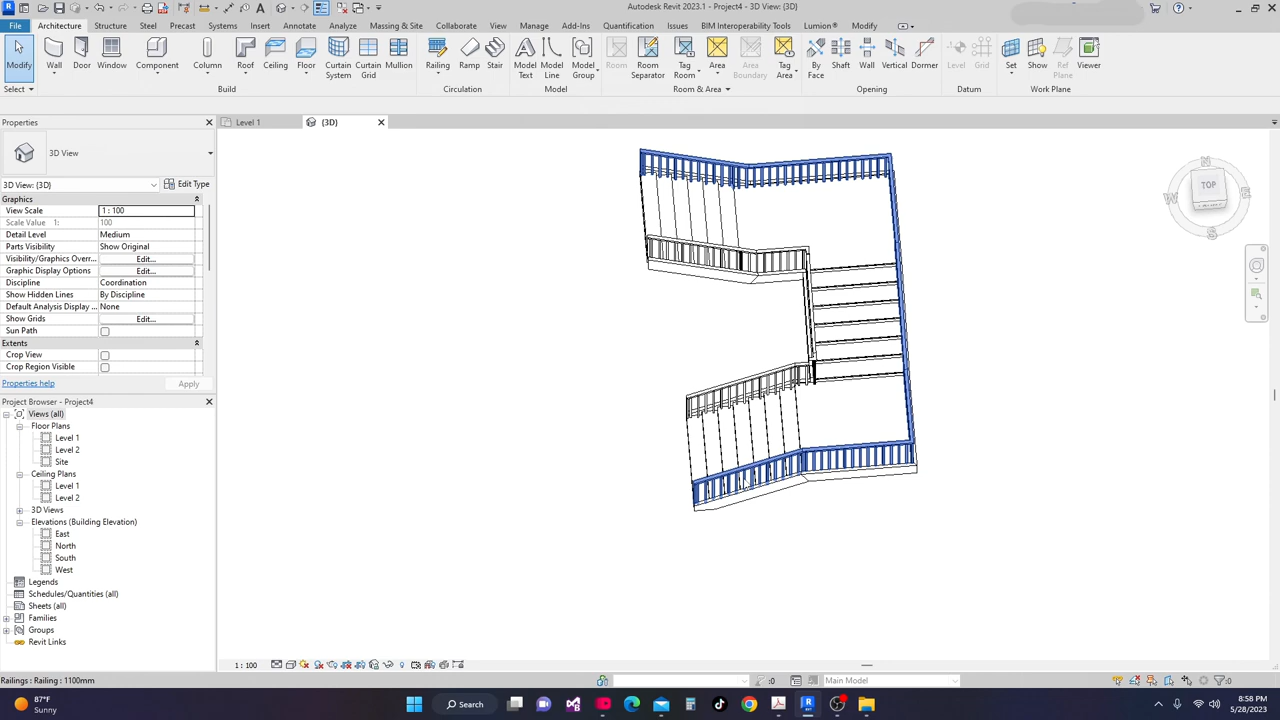 Autodesk Revit 2023.1 - Project4 - 3D View: {3D}
File Architecture Structure Steel Precast Systems Insert Annotate Analyze Massing & Site Collaborate View Manage Add-Ins Quantification Issues BIM Interoperability Tools Lumion® Modify
Modify Wall Door Window Component Column Roof Ceiling Floor Curtain System Curtain Grid Mullion Railing Ramp Stair Model Text Model Line Model Group Room Room Separator Tag Room Area Area Boundary Tag Area By Face Shaft Wall Vertical Dormer Level Grid Set Show Ref Plane Viewer
Select Build Circulation Model Room & Area Opening Datum Work Plane
Properties
Level 1
{3D}
3D View
3D View: {3D} Edit Type
Graphics
View Scale 1 : 100
Scale Value 1: 100
Detail Level Medium
Parts Visibility Show Original
Visibility/Graphics Overr... Edit...
Graphic Display Options Edit...
Discipline Coordination
Show Hidden Lines By Discipline
Default Analysis Display ... None
Show Grids Edit...
Sun Path
Extents
Crop View
Crop Region Visible
Properties help Apply
Project Browser - Project4
Views (all)
Floor Plans
Level 1
Level 2
Site
Ceiling Plans
Level 1
Level 2
3D Views
Elevations (Building Elevation)
East
North
South
West
Legends
Schedules/Quantities (all)
Sheets (all)
Families
Groups
Revit Links
N
W TOP E
S
1 : 100
Railings : Railing : 1100mm
:0
Main Model
:0
87°F
Sunny
Search
8:58 PM
5/28/2023